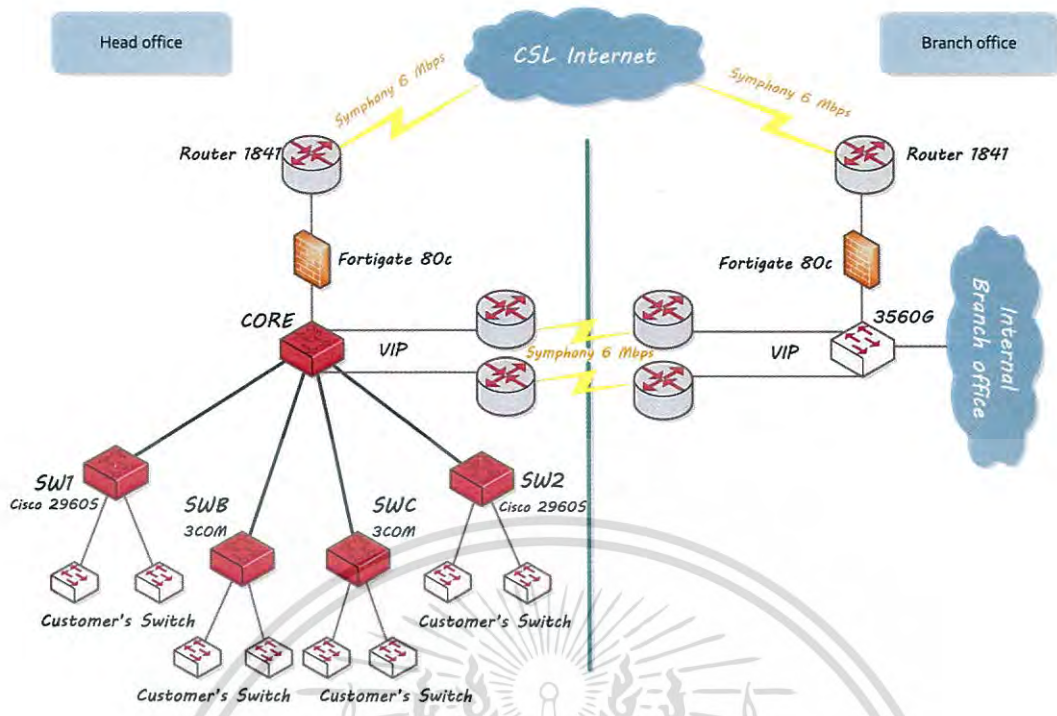 Head office
CSL Internet
Branch office
Symphony 6 Mbps
Symphony 6 Mbps
Router 1841
Router 1841
Fortigate 80c
Fortigate 80c
CORE
3560G
VIP
Symphony 6 Mbps
VIP
Internal
Branch office
SW1
Cisco 2960S
SWB
3COM
SWC
3COM
SW2
Cisco 2960S
Customer's Switch
Customer's Switch
Customer's Switch
Customer's Switch